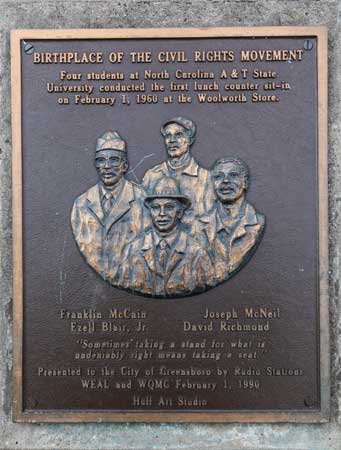 BIRTHPLACE OF THE CIVIL RIGHTS MOVEMENT
Four students at North Carolina A & T State
University conducted the first lunch counter sit-in
on February 1, 1960 at the Woolworth Store.
Franklin McCain Joseph McNeil
Ezell Blair, Jr. David Richmond
"Sometimes taking a stand for what is
undeniably right means taking a seat."
Presented to the City of Greensboro by Radio Stations
WEAL and WQMG February 1, 1990
Huff Art Studio